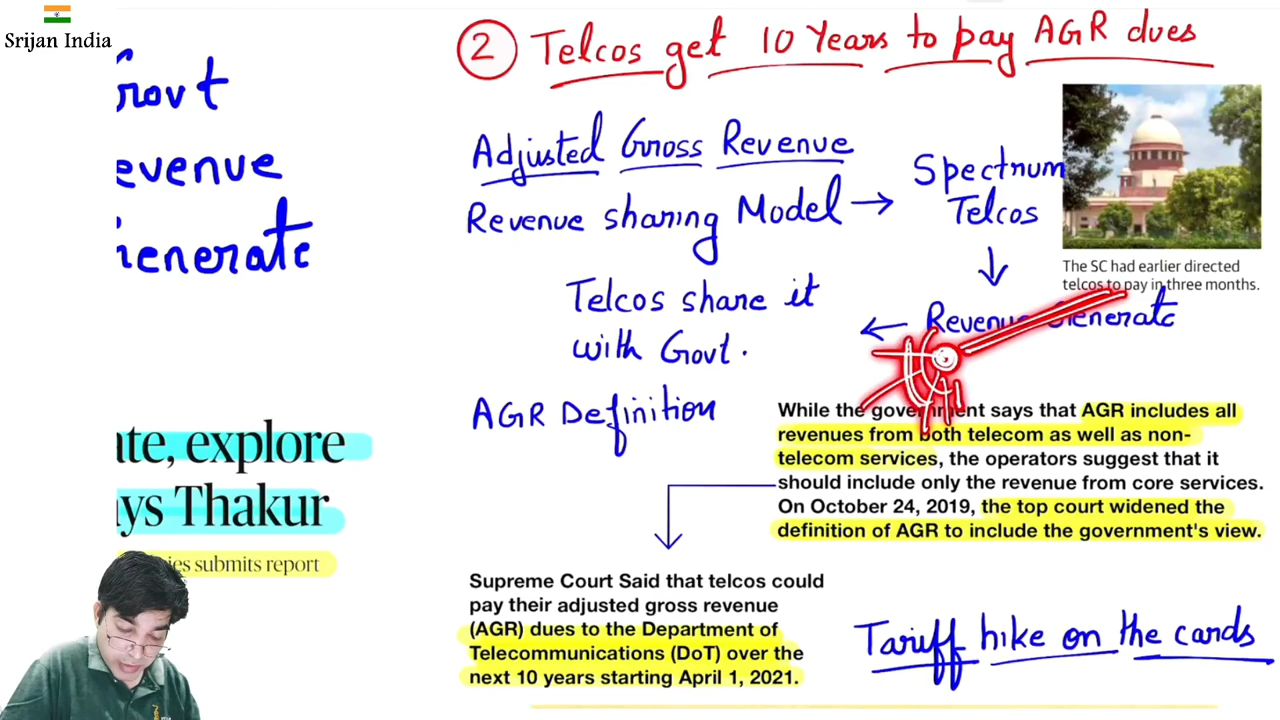 Srijan India
Govt
evenue
enerate
ate, explore
ys Thakur
ies submits report
2 Telcos get 10 Years to pay AGR dues
Adjusted Gross Revenue
Revenue sharing Model → Spectrum
Telcos
↓
← Revenue Generate
Telcos share it
with Govt.
The SC had earlier directed
telcos to pay in three months.
AGR Definition
While the government says that AGR includes all
revenues from both telecom as well as non-
telecom services, the operators suggest that it
should include only the revenue from core services.
On October 24, 2019, the top court widened the
definition of AGR to include the government's view.
Supreme Court Said that telcos could
pay their adjusted gross revenue
(AGR) dues to the Department of
Telecommunications (DoT) over the
next 10 years starting April 1, 2021.
Tariff hike on the cards